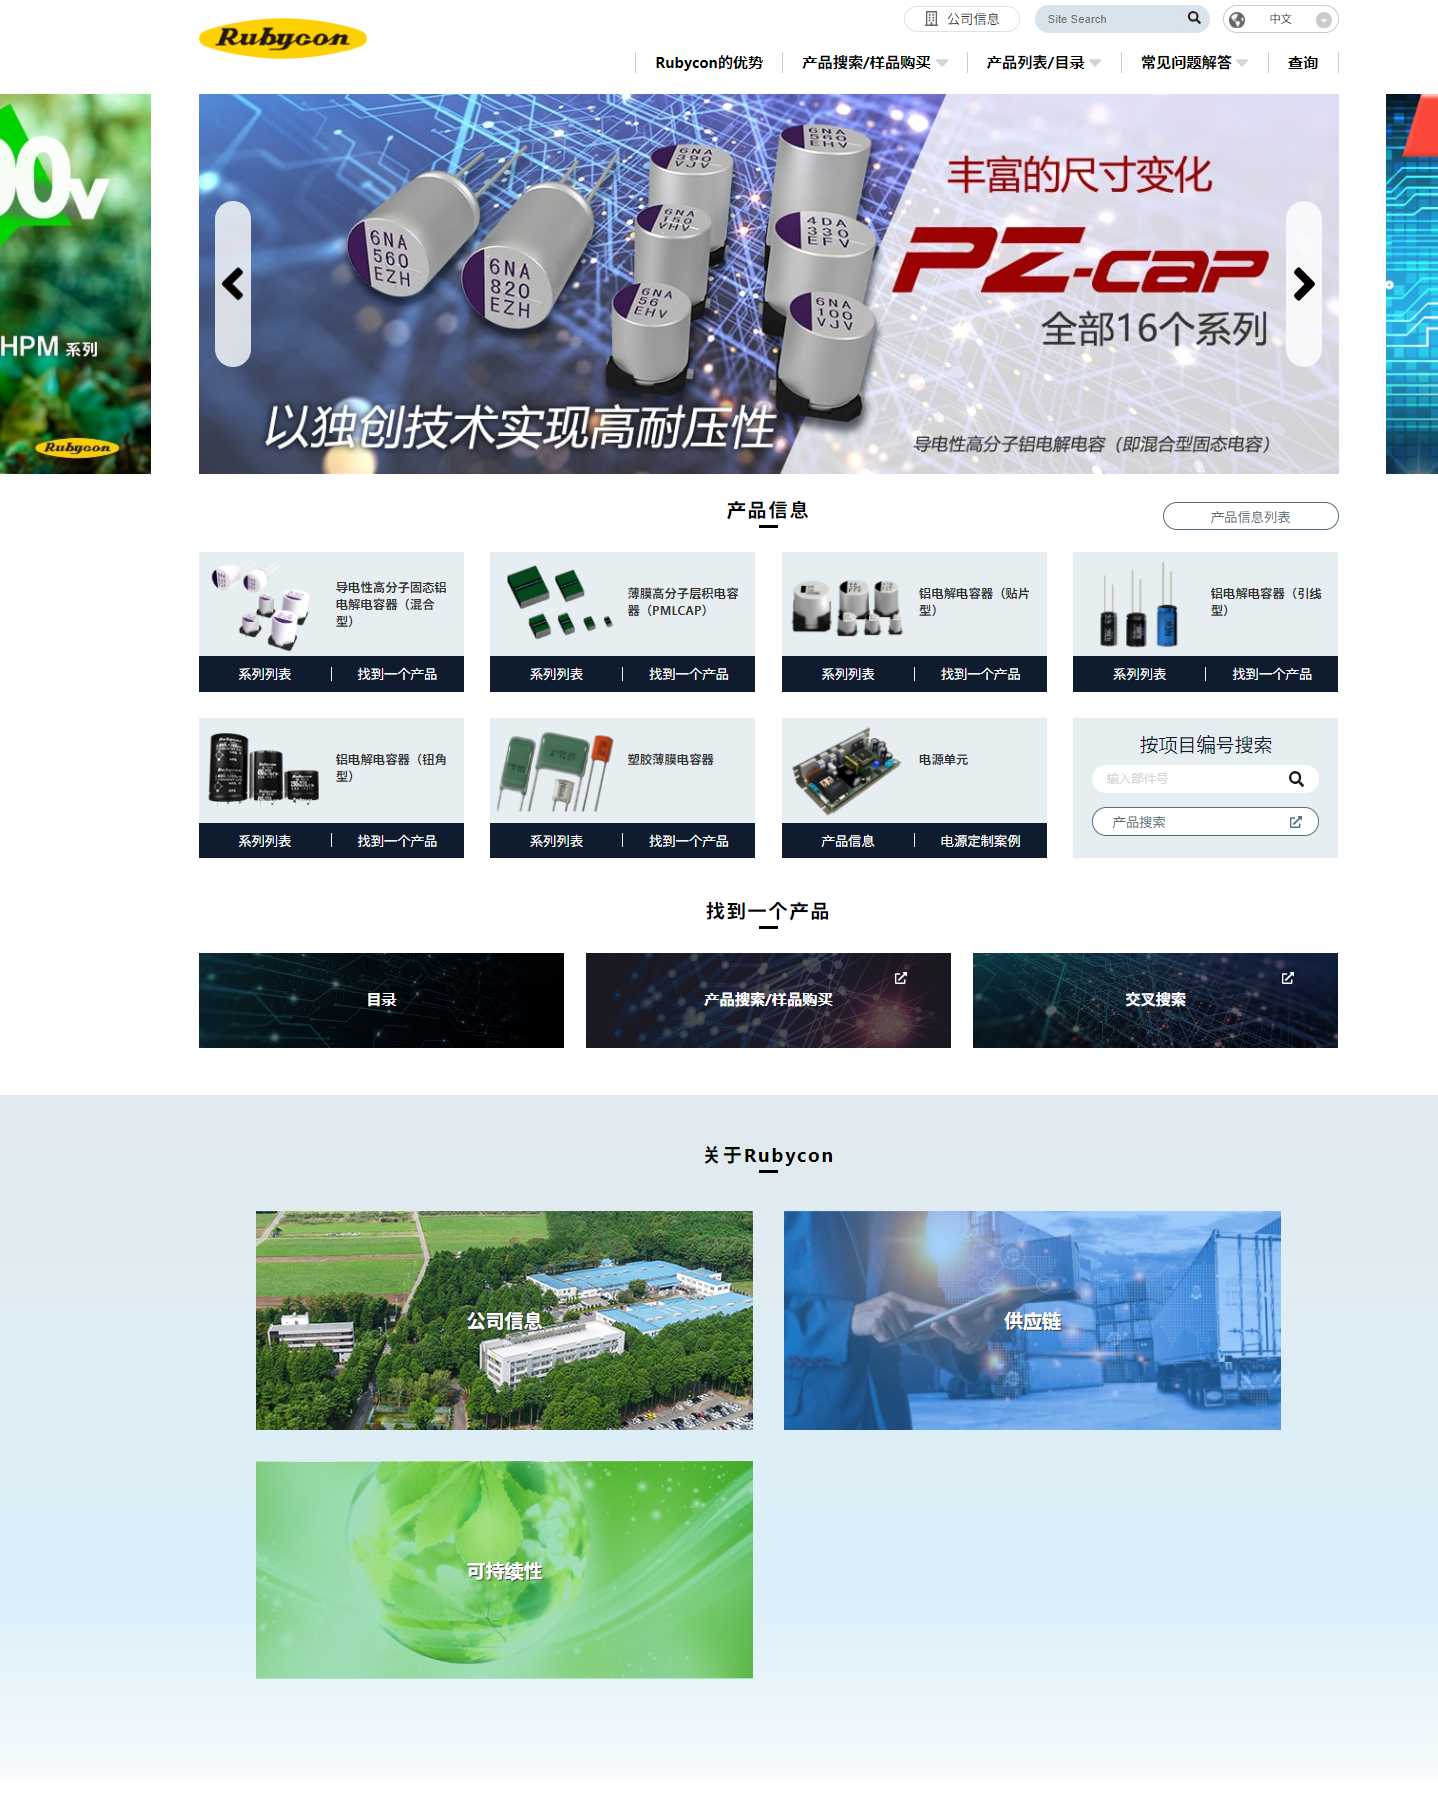 Rubycon
公司信息
Site Search
中文
Rubycon的优势
产品搜索/样品购买
产品列表/目录
常见问题解答
查询
00v
HPM 系列
Rubycon
6NA
560
EZH
6NA
820
EZH
6NA
390
VJV
6NA
150
VHV
6NA
56
EHV
6NA
560
EHV
4DA
330
EFV
6NA
100
VJV
丰富的尺寸变化
PZ-cap
全部16个系列
以独创技术实现高耐压性
导电性高分子铝电解电容（即混合型固态电容）
产品信息
产品信息列表
导电性高分子固态铝
电解电容器（混合
型）
系列列表
找到一个产品
薄膜高分子层积电容
器（PMLCAP）
系列列表
找到一个产品
铝电解电容器（贴片
型）
系列列表
找到一个产品
铝电解电容器（引线
型）
系列列表
找到一个产品
铝电解电容器（钮角
型）
系列列表
找到一个产品
塑胶薄膜电容器
系列列表
找到一个产品
电源单元
产品信息
电源定制案例
按项目编号搜索
输入部件号
产品搜索
找到一个产品
目录
产品搜索/样品购买
交叉搜索
关于Rubycon
公司信息
供应链
可持续性